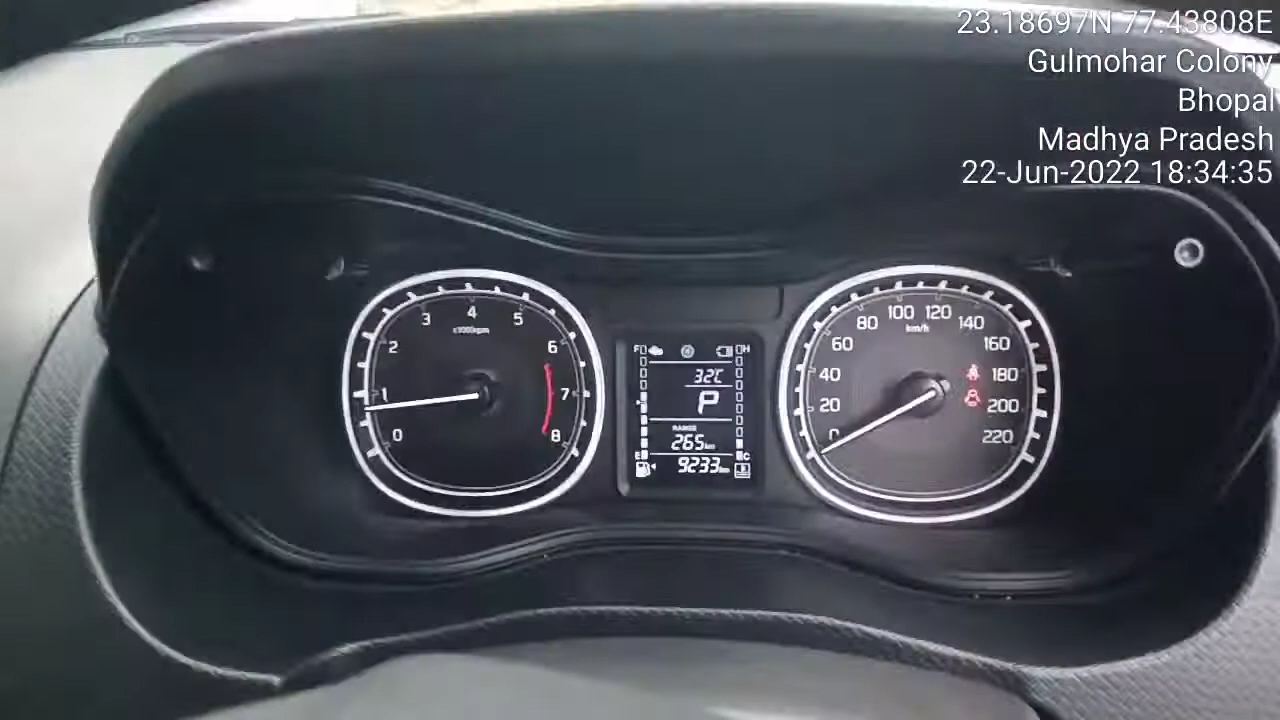 23.18697N 77.43808E
Gulmohar Colony
Bhopal
Madhya Pradesh
22-Jun-2022 18:34:35
0 1 2 3 4 5 6 7 8
x1000rpm
F H
32C
P
RANGE
265km
E C
9233km
0 20 40 60 80 100 120 140 160 180 200 220
km/h